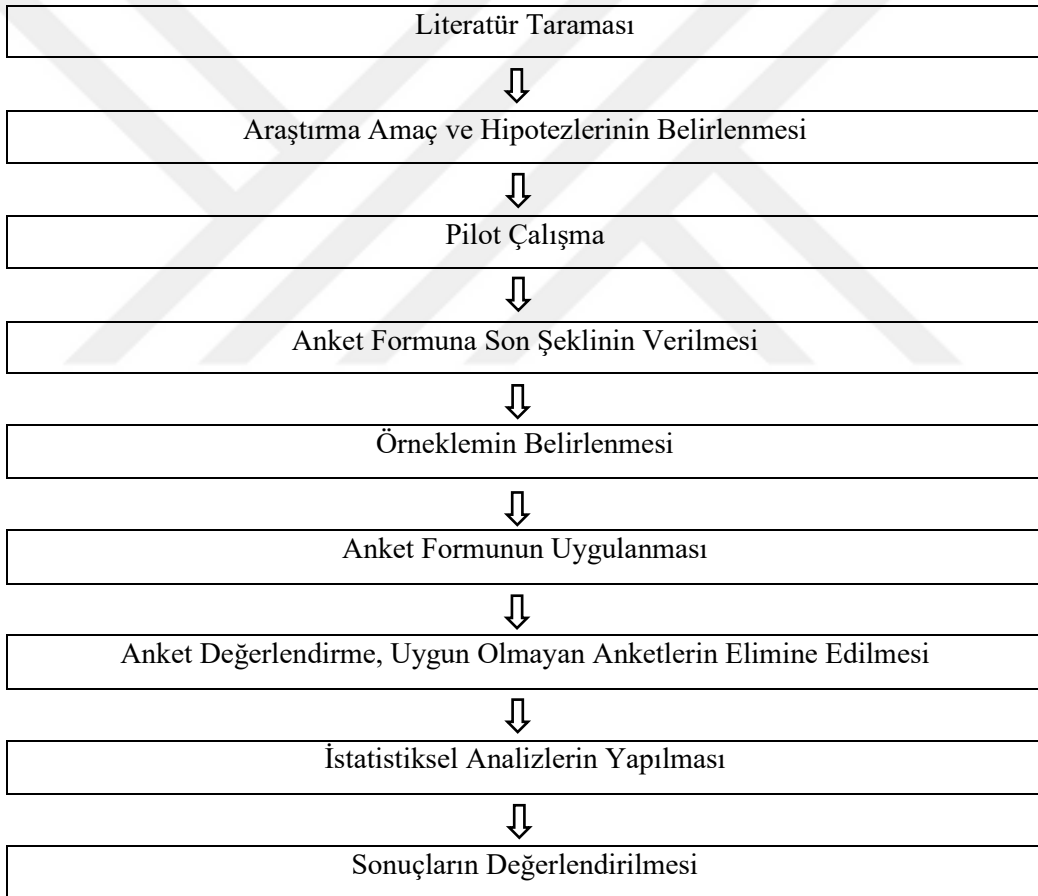 Literatür Taraması
Araştırma Amaç ve Hipotezlerinin Belirlenmesi
Pilot Çalışma
Anket Formuna Son Şeklinin Verilmesi
Örneklemin Belirlenmesi
Anket Formunun Uygulanması
Anket Değerlendirme, Uygun Olmayan Anketlerin Elimine Edilmesi
İstatistiksel Analizlerin Yapılması
Sonuçların Değerlendirilmesi